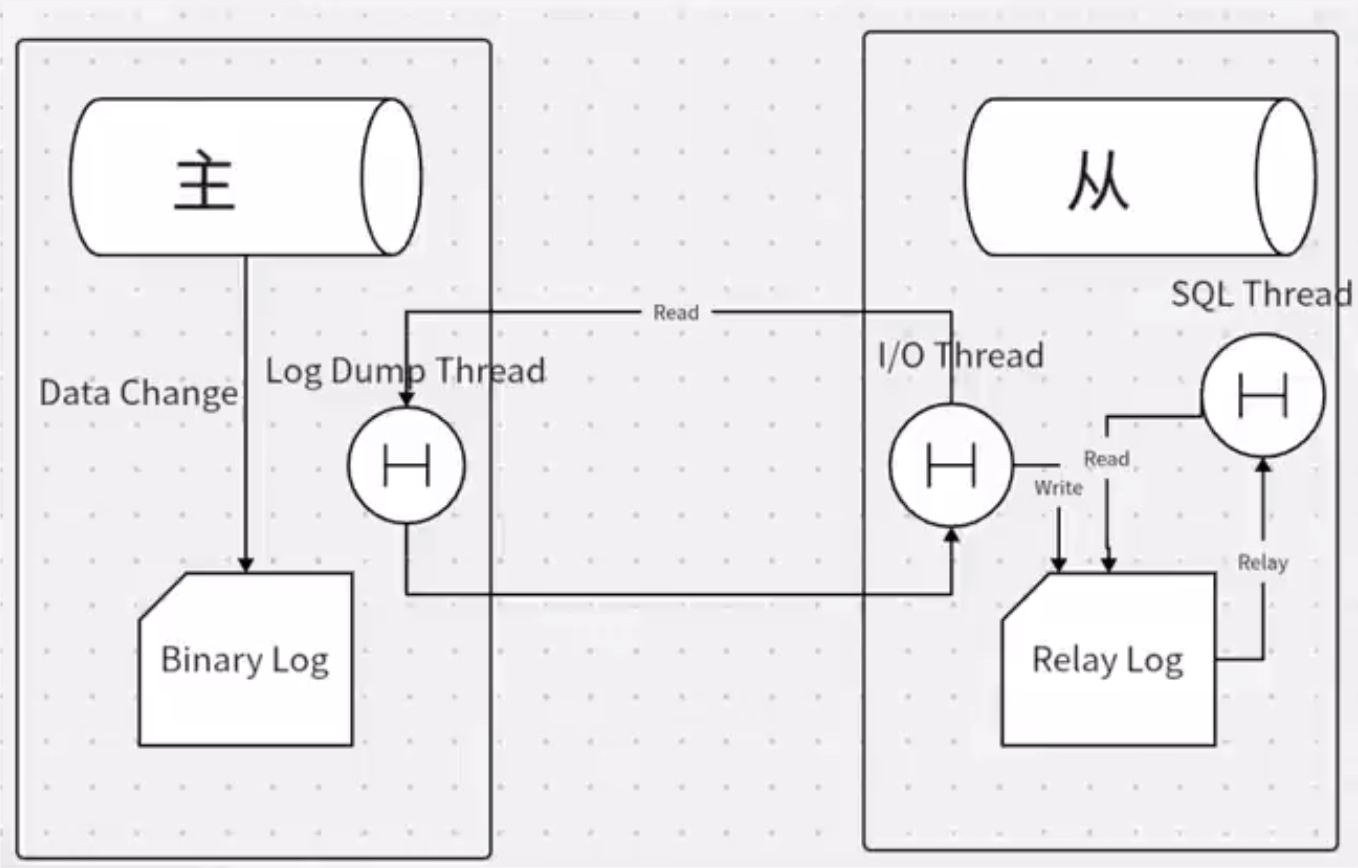 主
从
SQL Thread
Read
I/O Thread
Log Dump Thread
Data Change
Read
Write
Relay
Binary Log
Relay Log